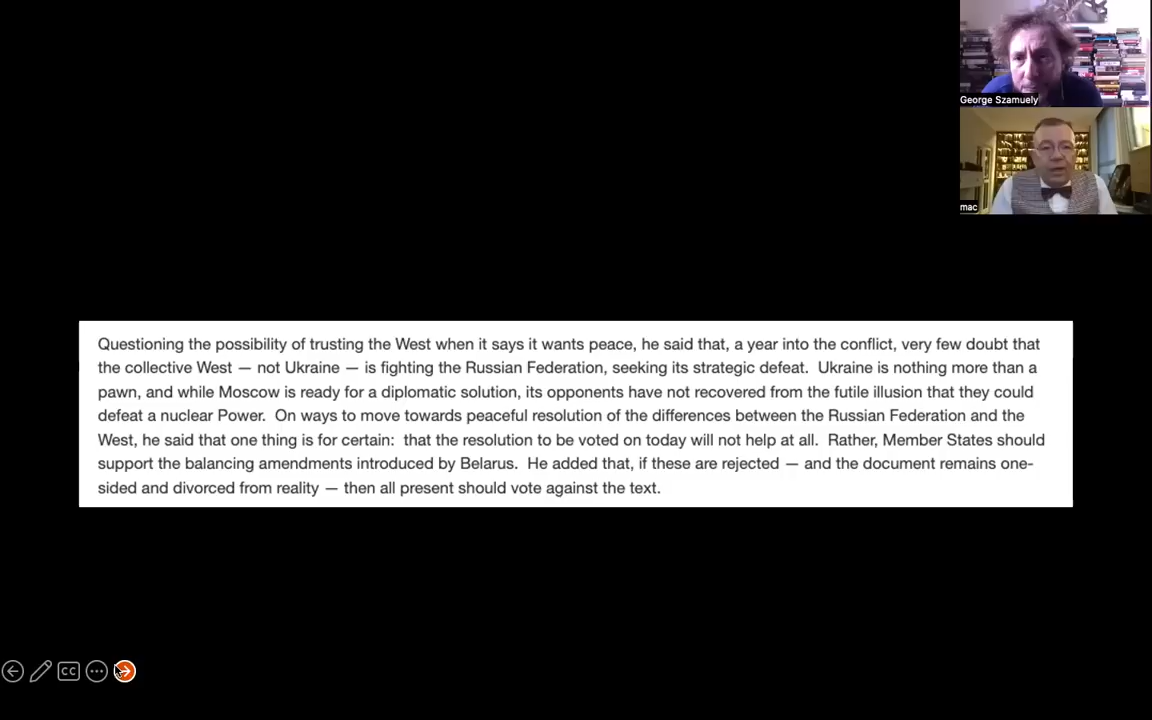 George Szamuely
mac
Questioning the possibility of trusting the West when it says it wants peace, he said that, a year into the conflict, very few doubt that
the collective West — not Ukraine — is fighting the Russian Federation, seeking its strategic defeat.  Ukraine is nothing more than a
pawn, and while Moscow is ready for a diplomatic solution, its opponents have not recovered from the futile illusion that they could
defeat a nuclear Power.  On ways to move towards peaceful resolution of the differences between the Russian Federation and the
West, he said that one thing is for certain:  that the resolution to be voted on today will not help at all.  Rather, Member States should
support the balancing amendments introduced by Belarus.  He added that, if these are rejected — and the document remains one-
sided and divorced from reality — then all present should vote against the text.
CC